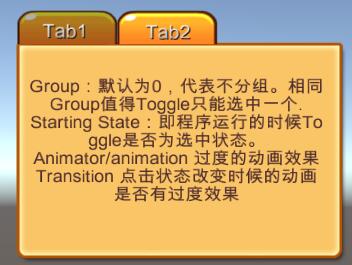 Tab1
Tab2
Group：默认为0，代表不分组。相同
Group值得Toggle只能选中一个.
Starting State：即程序运行的时候To
ggle是否为选中状态。
Animator/animation 过度的动画效果
Transition 点击状态改变时候的动画
是否有过度效果